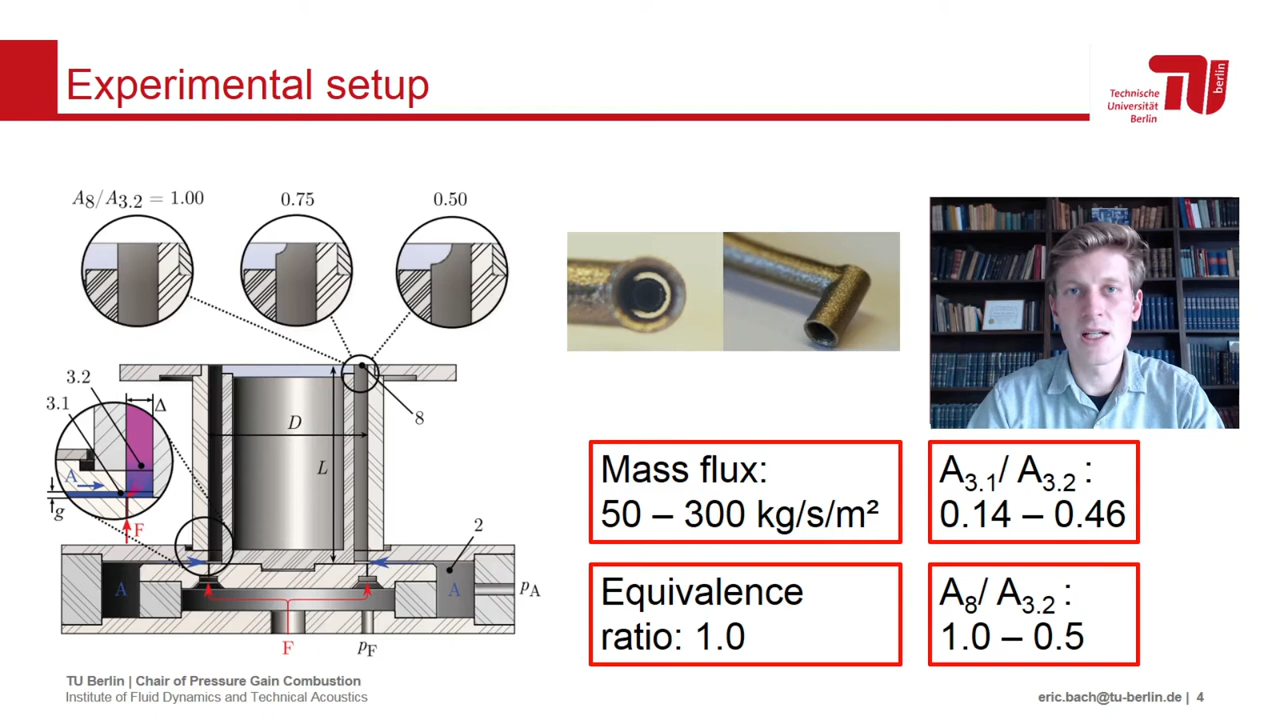 Experimental setup
Technische
Universität
Berlin
berlin
A8/A3.2 = 1.00
0.75
0.50
3.2
3.1
Δ
8
D
L
A
g
F
2
A
A
pA
F
pF
Mass flux:
50 – 300 kg/s/m²
A3.1/ A3.2 :
0.14 – 0.46
Equivalence
ratio: 1.0
A8/ A3.2 :
1.0 – 0.5
TU Berlin | Chair of Pressure Gain Combustion
Institute of Fluid Dynamics and Technical Acoustics
eric.bach@tu-berlin.de | 4